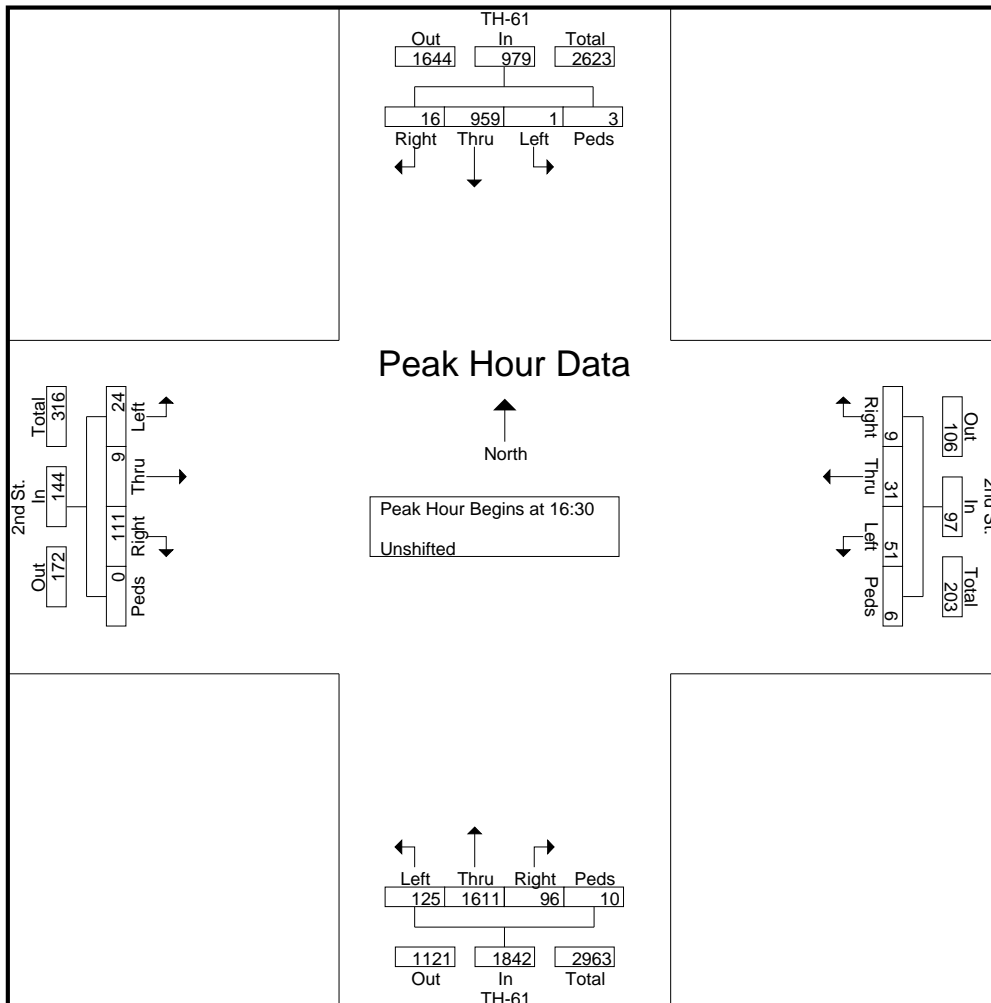 TH-61
Out In Total
1644 979 2623
16 959 1 3
Right Thru Left Peds
Peak Hour Data
North
Peak Hour Begins at 16:30
Unshifted
2nd St.
Total In Out
316 144 172
24 9 111 0
Left Thru Right Peds
Right Thru Left Peds
9 31 51 6
Out In Total
106 97 203
2nd St.
Left Thru Right Peds
125 1611 96 10
1121 1842 2963
Out In Total
TH-61